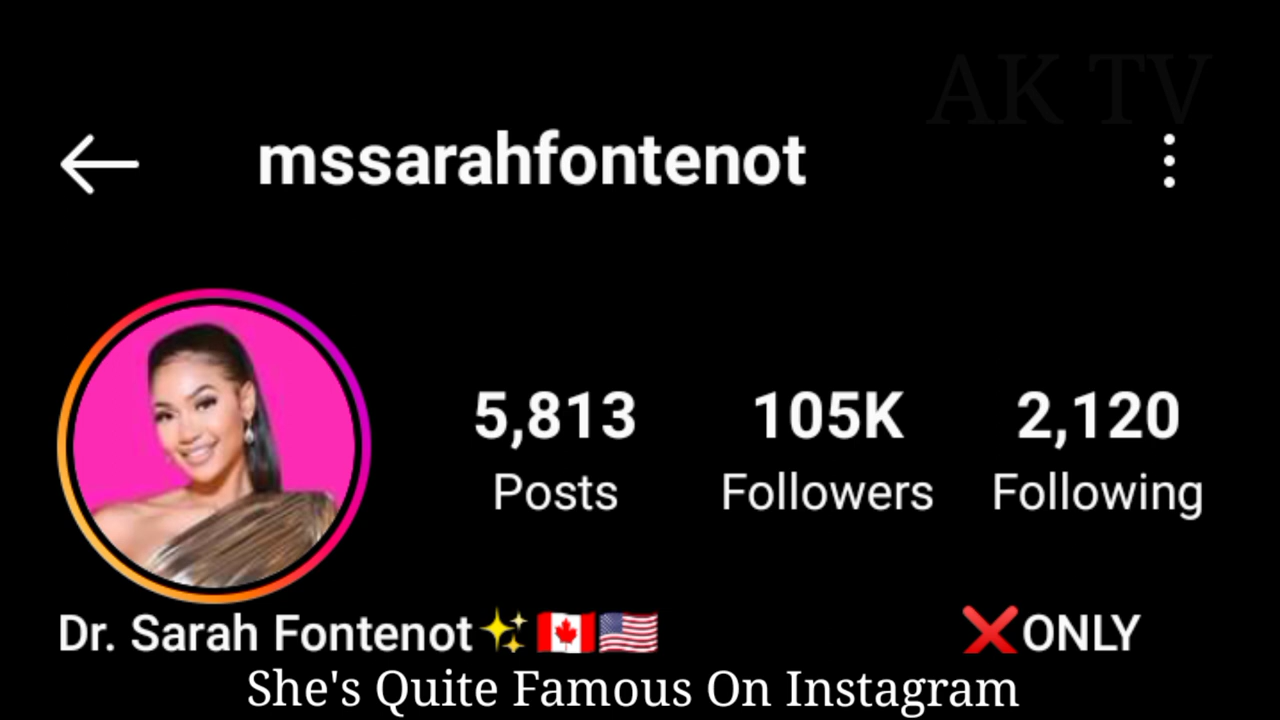 AK TV
mssarahfontenot
5,813 105K 2,120
Posts Followers Following
Dr. Sarah Fontenot✨🇨🇦🇺🇸 ❌ONLY
She's Quite Famous On Instagram